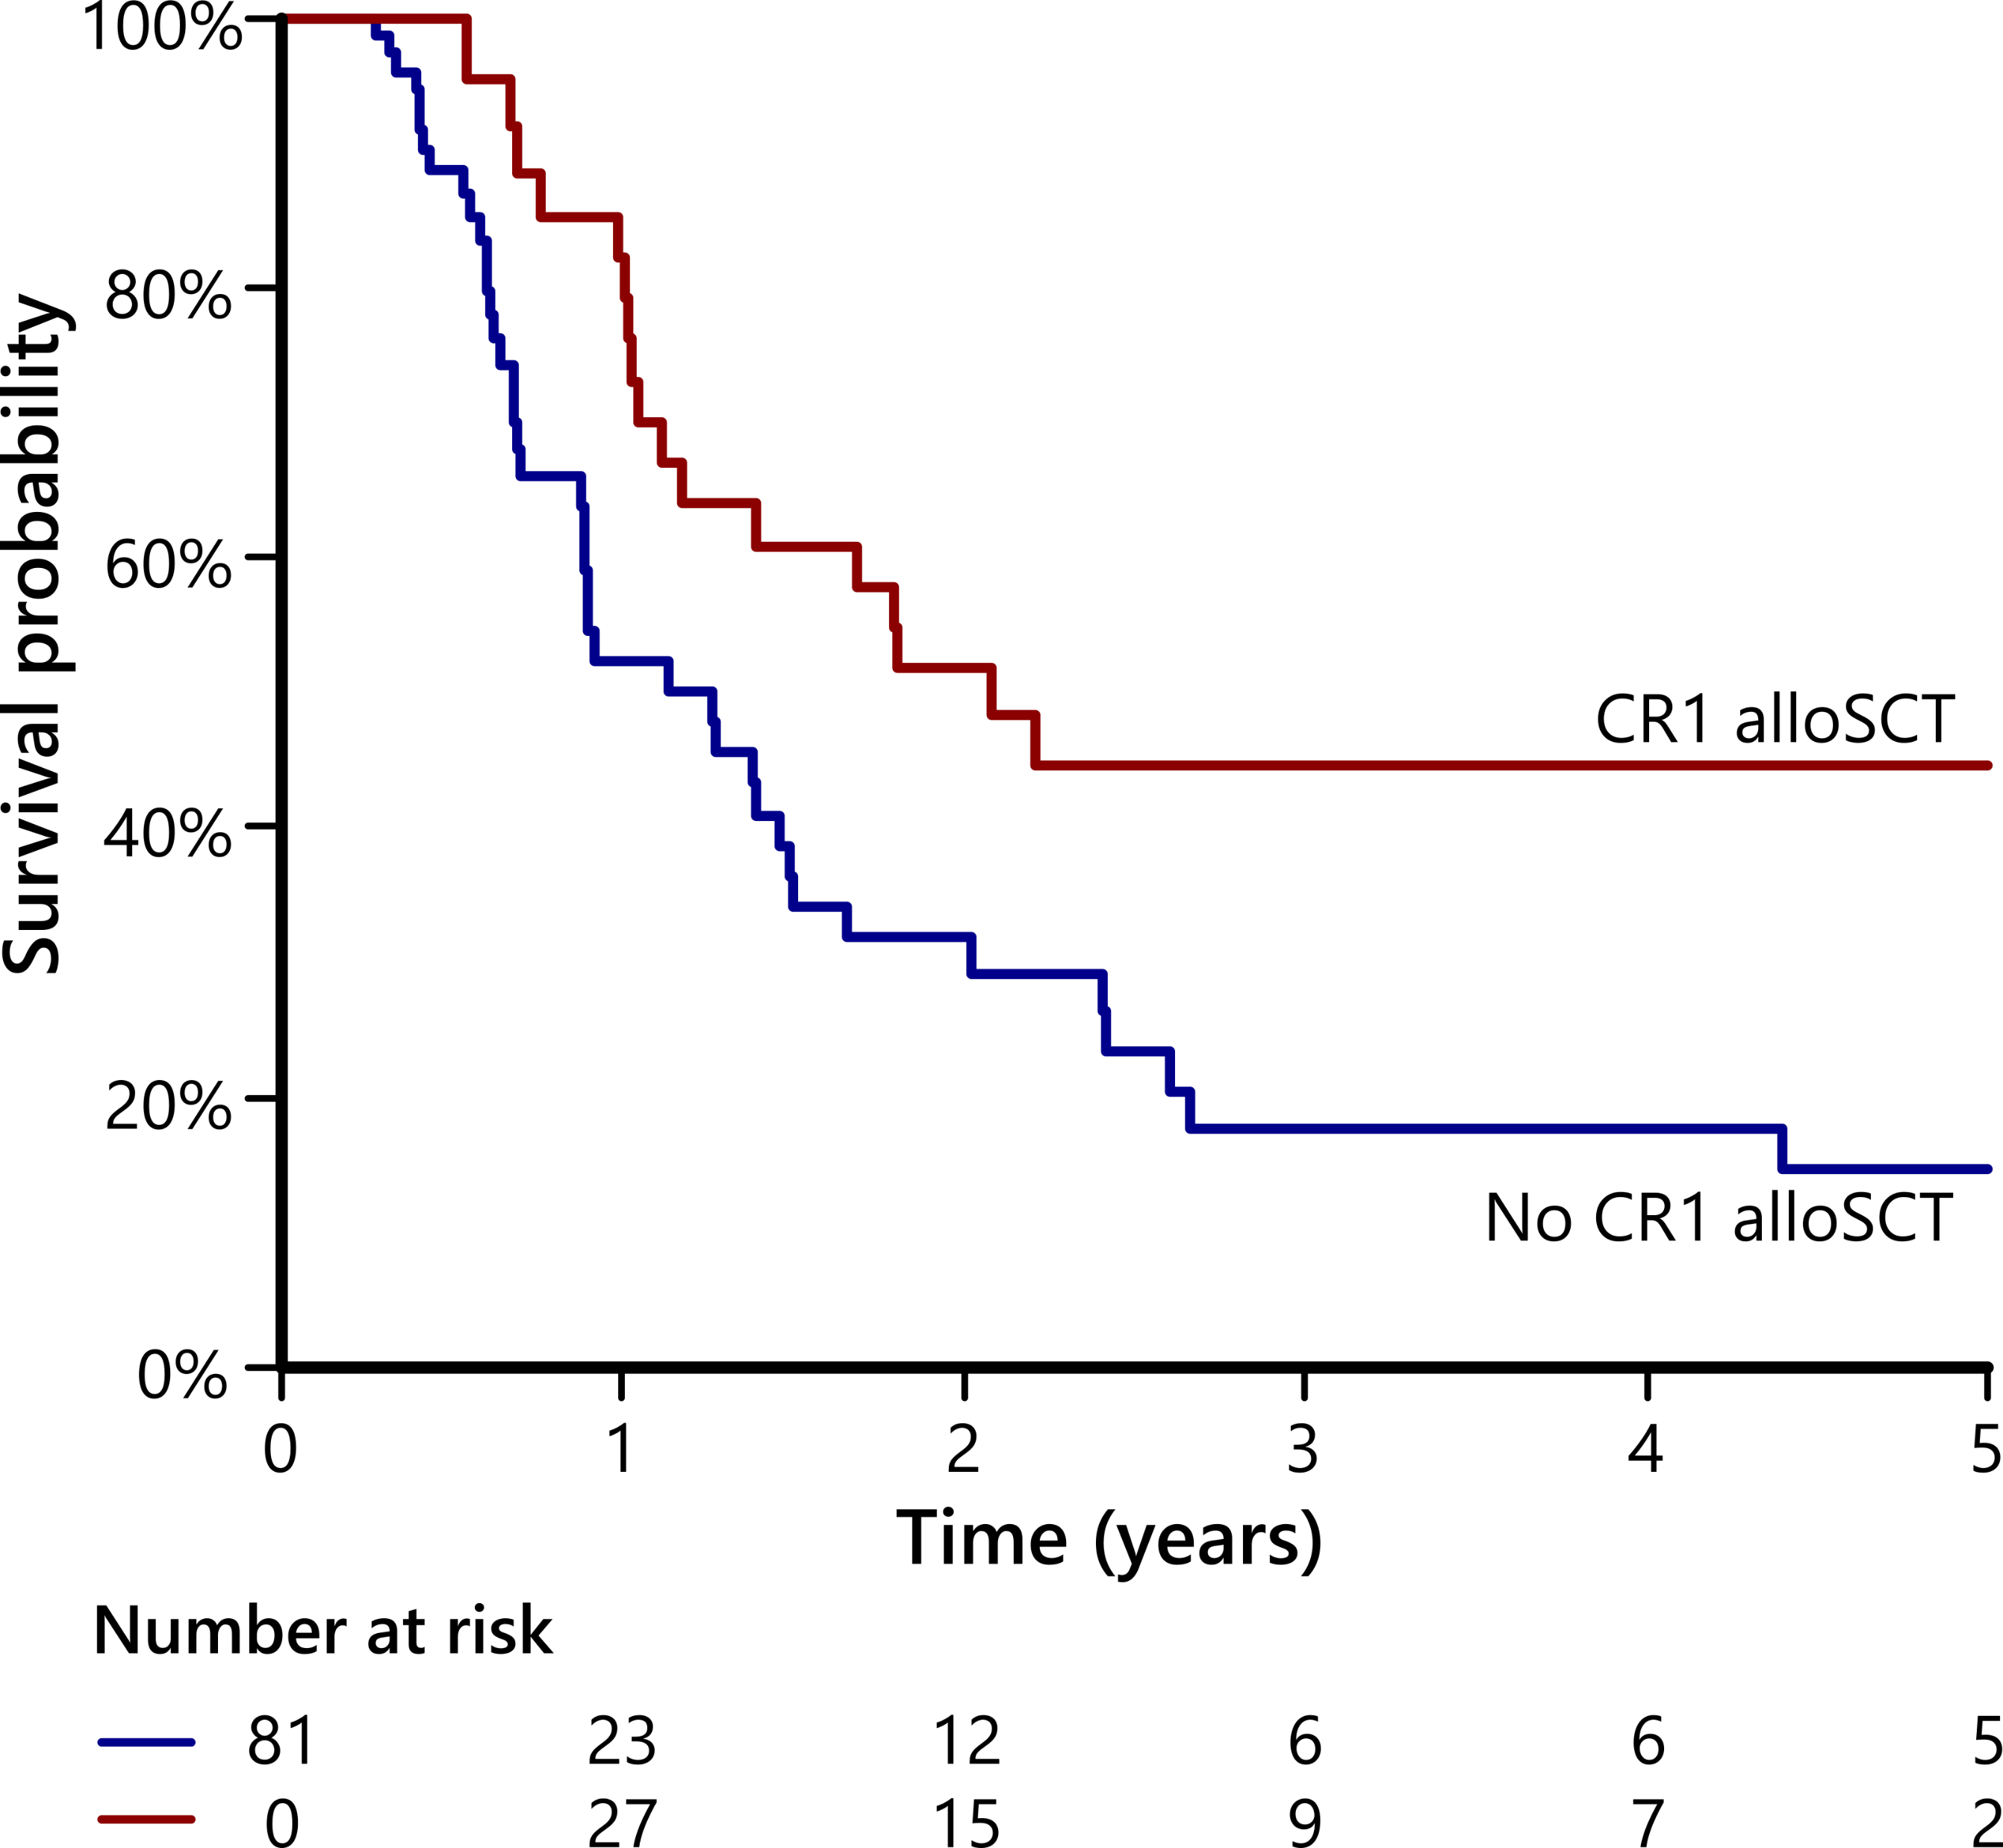 100%
80%
60%
40%
20%
0%
Survival probability
CR1 alloSCT
No CR1 alloSCT
0 1 2 3 4 5
Time (years)
Number at risk
81 23 12 6 6 5
0 27 15 9 7 2